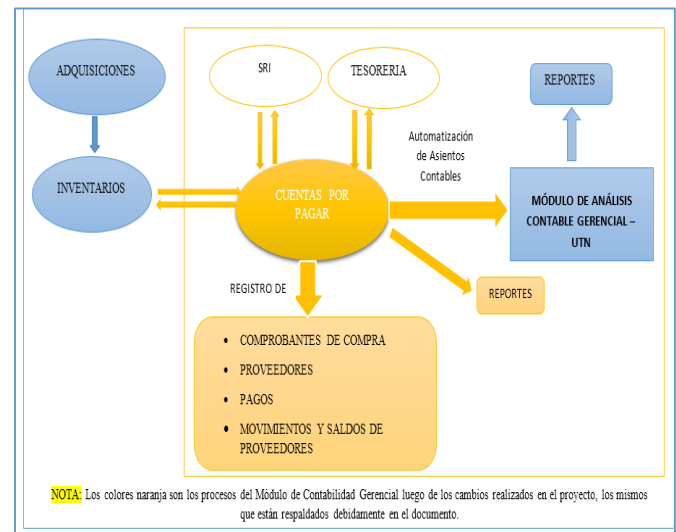 ADQUISICIONES
SRI
TESORERIA
REPORTES
Automatización
de Asientos
Contables
INVENTARIOS
CUENTAS POR
PAGAR
MÓDULO DE ANÁLISIS
CONTABLE GERENCIAL –
UTN
REGISTRO DE
REPORTES
• COMPROBANTES DE COMPRA
• PROVEEDORES
• PAGOS
• MOVIMIENTOS Y SALDOS DE
PROVEEDORES
NOTA: Los colores naranja son los procesos del Módulo de Contabilidad Gerencial luego de los cambios realizados en el proyecto, los mismos
que están respaldados debidamente en el documento.